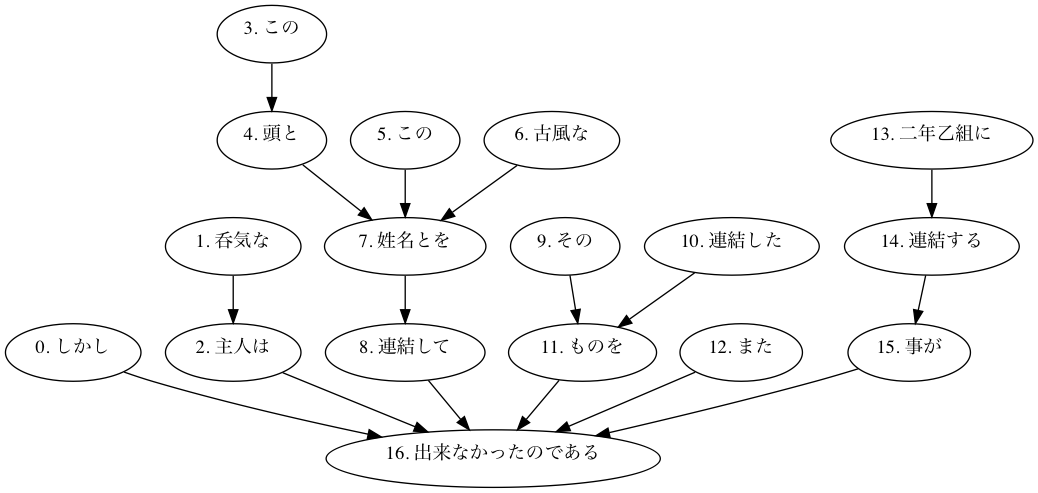 3. この
4. 頭と
5. この
6. 古風な
13. 二年乙組に
1. 呑気な
7. 姓名とを
9. その
10. 連結した
14. 連結する
0. しかし
2. 主人は
8. 連結して
11. ものを
12. また
15. 事が
16. 出来なかったのである